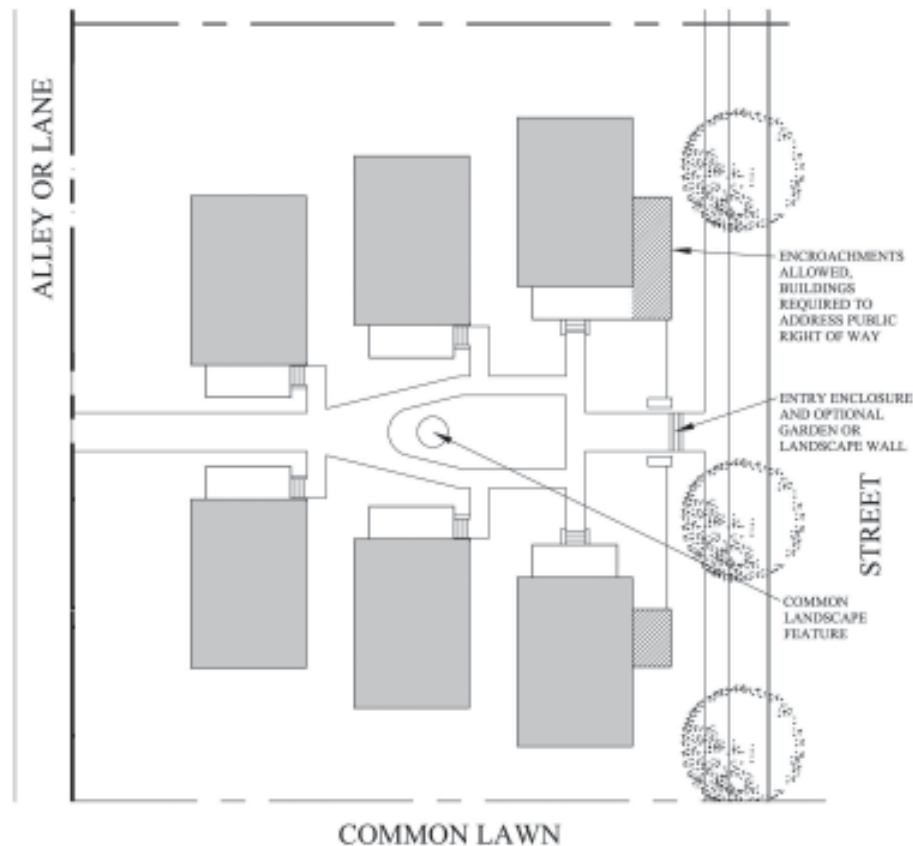 ALLEY OR LANE
ENCROACHMENTS
ALLOWED,
BUILDINGS
REQUIRED TO
ADDRESS PUBLIC
RIGHT OF WAY
ENTRY ENCLOSURE
AND OPTIONAL
GARDEN OR
LANDSCAPE WALL
STREET
COMMON
LANDSCAPE
FEATURE
COMMON LAWN